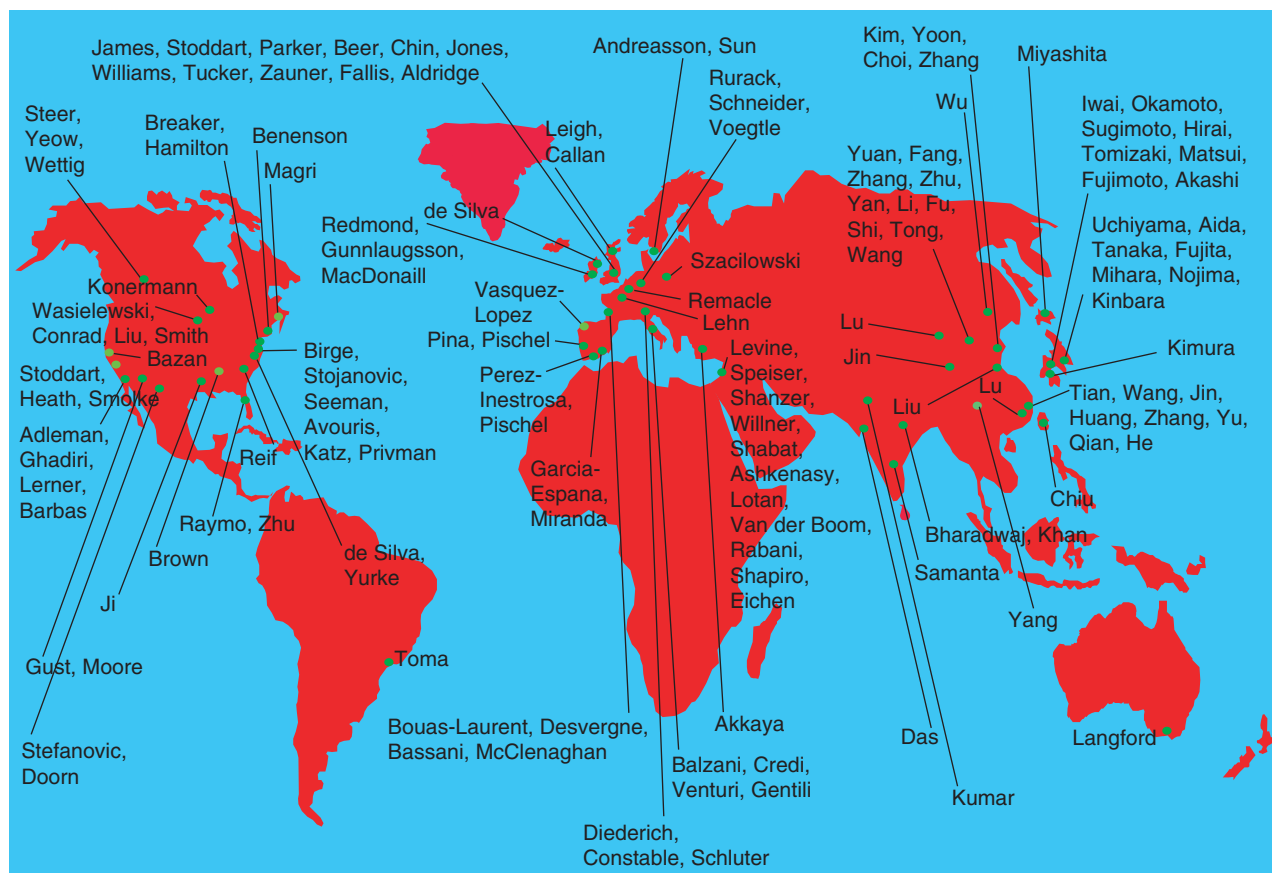 James, Stoddart, Parker, Beer, Chin, Jones,
Williams, Tucker, Zauner, Fallis, Aldridge
Andreasson, Sun
Kim, Yoon,
Choi, Zhang
Miyashita
Rurack,
Schneider,
Voegtle
Steer,
Yeow,
Wettig
Breaker,
Hamilton
Benenson
Magri
Leigh,
Callan
Wu
Iwai, Okamoto,
Sugimoto, Hirai,
Tomizaki, Matsui,
Fujimoto, Akashi
Yuan, Fang,
Zhang, Zhu,
Yan, Li, Fu,
Shi, Tong,
Wang
de Silva
Redmond,
Gunnlaugsson,
MacDonaill
Uchiyama, Aida,
Tanaka, Fujita,
Mihara, Nojima,
Kinbara
Szacilowski
Konermann
Wasielewski,
Conrad, Liu, Smith
Bazan
Vasquez-
Lopez
Pina, Pischel
Remacle
Lehn
Lu
Jin
Kimura
Stoddart,
Heath, Smolke
Birge,
Stojanovic,
Seeman,
Avouris,
Katz, Privman
Perez-
Inestrosa,
Pischel
Levine,
Speiser,
Shanzer,
Willner,
Shabat,
Ashkenasy,
Lotan,
Van der Boom,
Rabani,
Shapiro,
Eichen
Liu
Lu
Tian, Wang, Jin,
Huang, Zhang, Yu,
Qian, He
Adleman,
Ghadiri,
Lerner,
Barbas
Reif
Garcia-
Espana,
Miranda
Chiu
Raymo, Zhu
Brown
de Silva,
Yurke
Bharadwaj, Khan
Samanta
Ji
Yang
Gust, Moore
Toma
Stefanovic,
Doorn
Bouas-Laurent, Desvergne,
Bassani, McClenaghan
Akkaya
Das
Langford
Balzani, Credi,
Venturi, Gentili
Kumar
Diederich,
Constable, Schluter